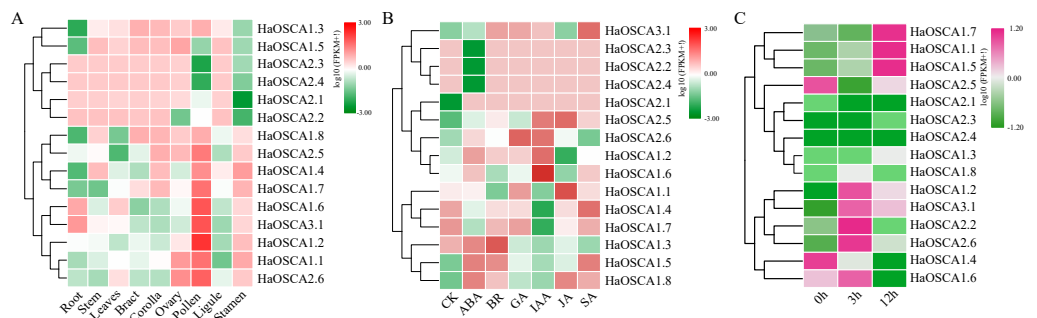 A
HaOSCA1.3
HaOSCA1.5
HaOSCA2.3
HaOSCA2.4
HaOSCA2.1
HaOSCA2.2
HaOSCA1.8
HaOSCA2.5
HaOSCA1.4
HaOSCA1.7
HaOSCA1.6
HaOSCA3.1
HaOSCA1.2
HaOSCA1.1
HaOSCA2.6
Root
Stem
Leaves
Bract
Corolla
Ovary
Pollen
Ligule
Stamen
3.00
0.00
-3.00
log10 (FPKM+!)
B
HaOSCA3.1
HaOSCA2.3
HaOSCA2.2
HaOSCA2.4
HaOSCA2.1
HaOSCA2.5
HaOSCA2.6
HaOSCA1.2
HaOSCA1.6
HaOSCA1.1
HaOSCA1.4
HaOSCA1.7
HaOSCA1.3
HaOSCA1.5
HaOSCA1.8
CK
ABA
BR
GA
IAA
JA
SA
3.00
0.00
-3.00
log10 (FPKM+!)
C
HaOSCA1.7
HaOSCA1.1
HaOSCA1.5
HaOSCA2.5
HaOSCA2.1
HaOSCA2.3
HaOSCA2.4
HaOSCA1.3
HaOSCA1.8
HaOSCA1.2
HaOSCA3.1
HaOSCA2.2
HaOSCA2.6
HaOSCA1.4
HaOSCA1.6
0h
3h
12h
1.20
0.00
-1.20
log10 (FPKM+!)